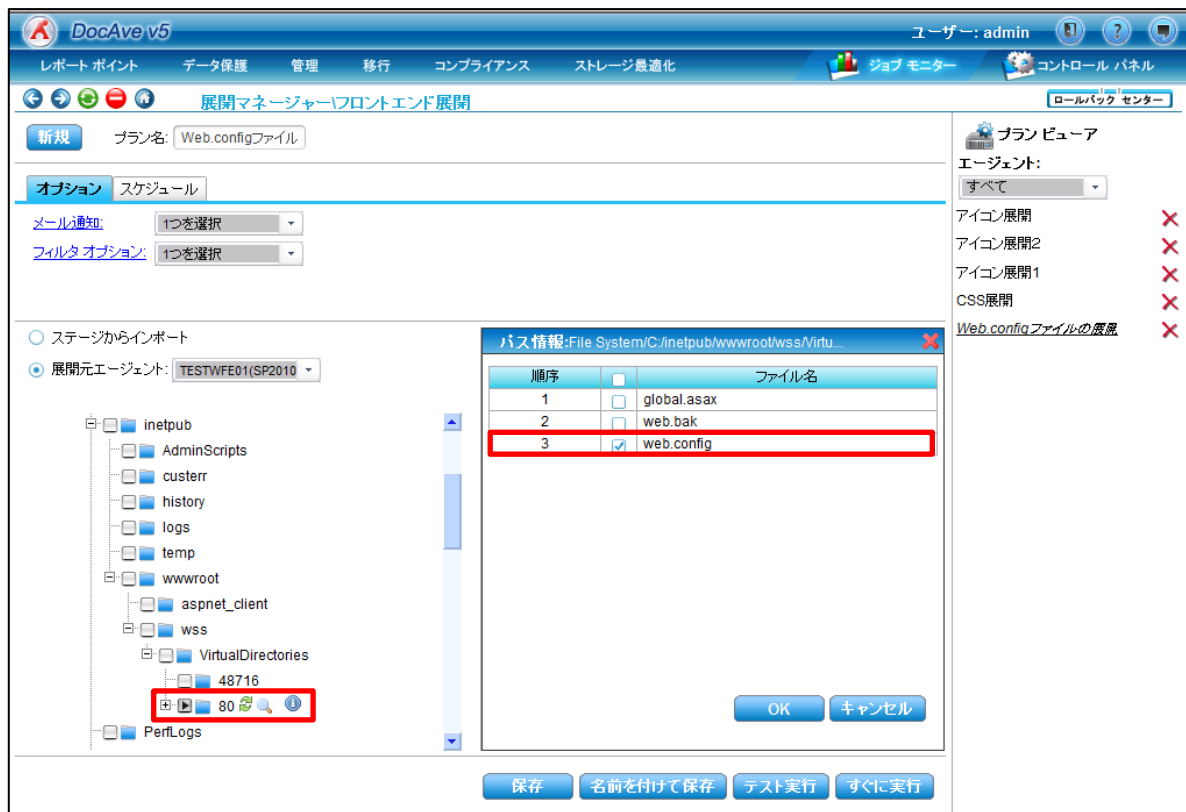 DocAve v5
ユーザー: admin
レポート ポイント データ保護 管理 移行 コンプライアンス ストレージ最適化 ジョブ モニター コントロール パネル
展開マネージャー\フロントエンド展開
ロールバック センター
新規 プラン名: Web.configファイル
オプション スケジュール
メール通知: 1つを選択
フィルタ オプション: 1つを選択
ステージからインポート
展開元エージェント: TESTWFE01(SP2010
inetpub
AdminScripts
custerr
history
logs
temp
wwwroot
aspnet_client
wss
VirtualDirectories
48716
80
PerfLogs
パス情報:File System/C:/inetpub/wwwroot/wss/Virtu...
順序 ファイル名
1 global.asax
2 web.bak
3 web.config
OK キャンセル
保存 名前を付けて保存 テスト実行 すぐに実行
プラン ビューア
エージェント:
すべて
アイコン展開
アイコン展開2
アイコン展開1
CSS展開
Web.configファイルの展開